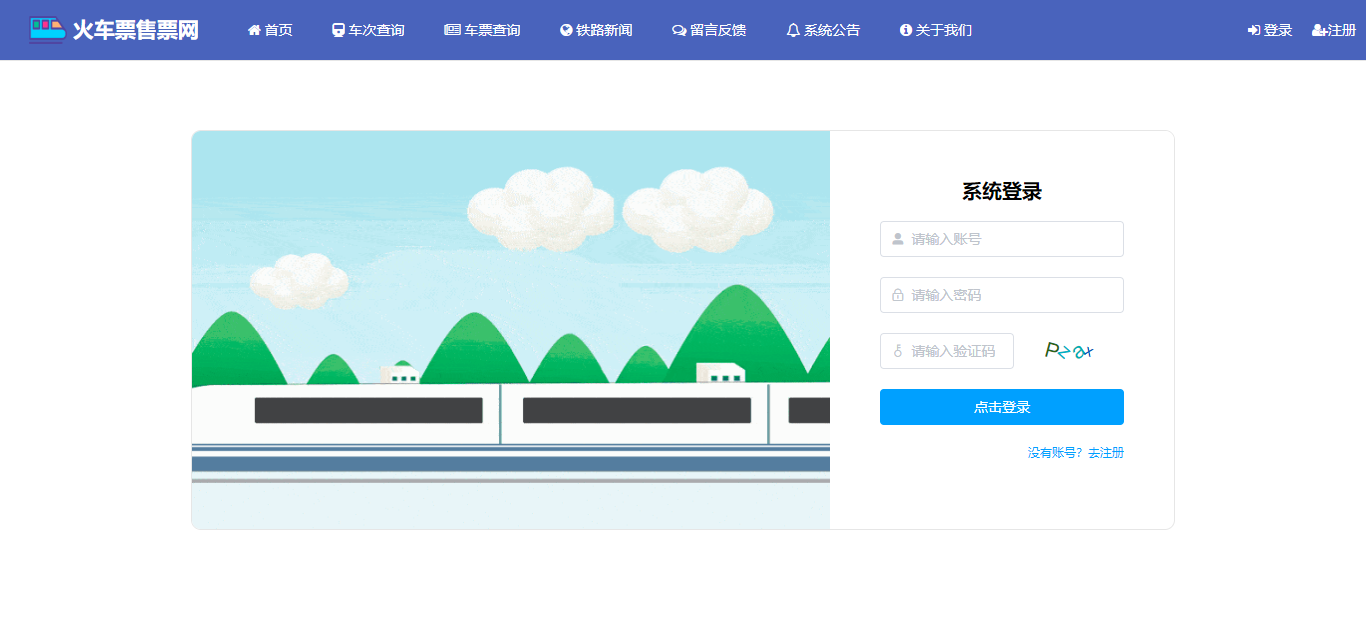 火车票售票网 首页 车次查询 车票查询 铁路新闻 留言反馈 系统公告 关于我们 登录 注册
系统登录
请输入账号
请输入密码
请输入验证码 Pzax
点击登录
没有账号？去注册